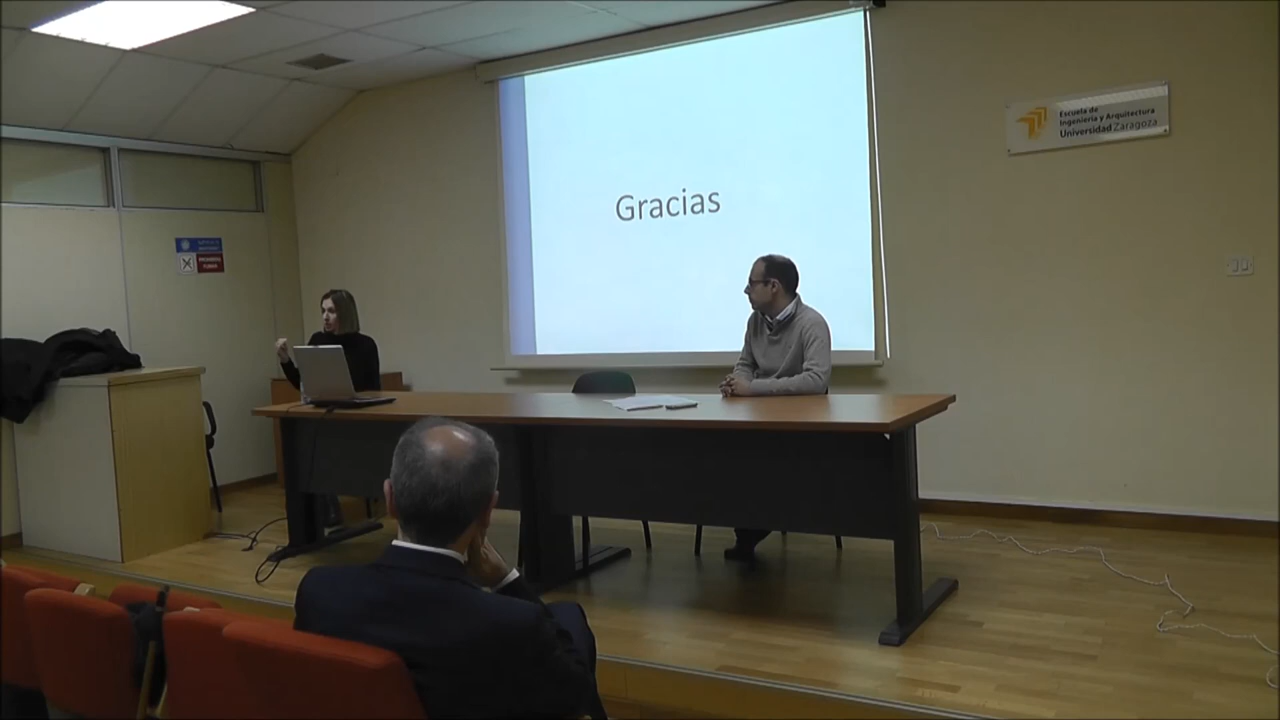 Gracias
Escuela de
Ingeniería y Arquitectura
Universidad Zaragoza